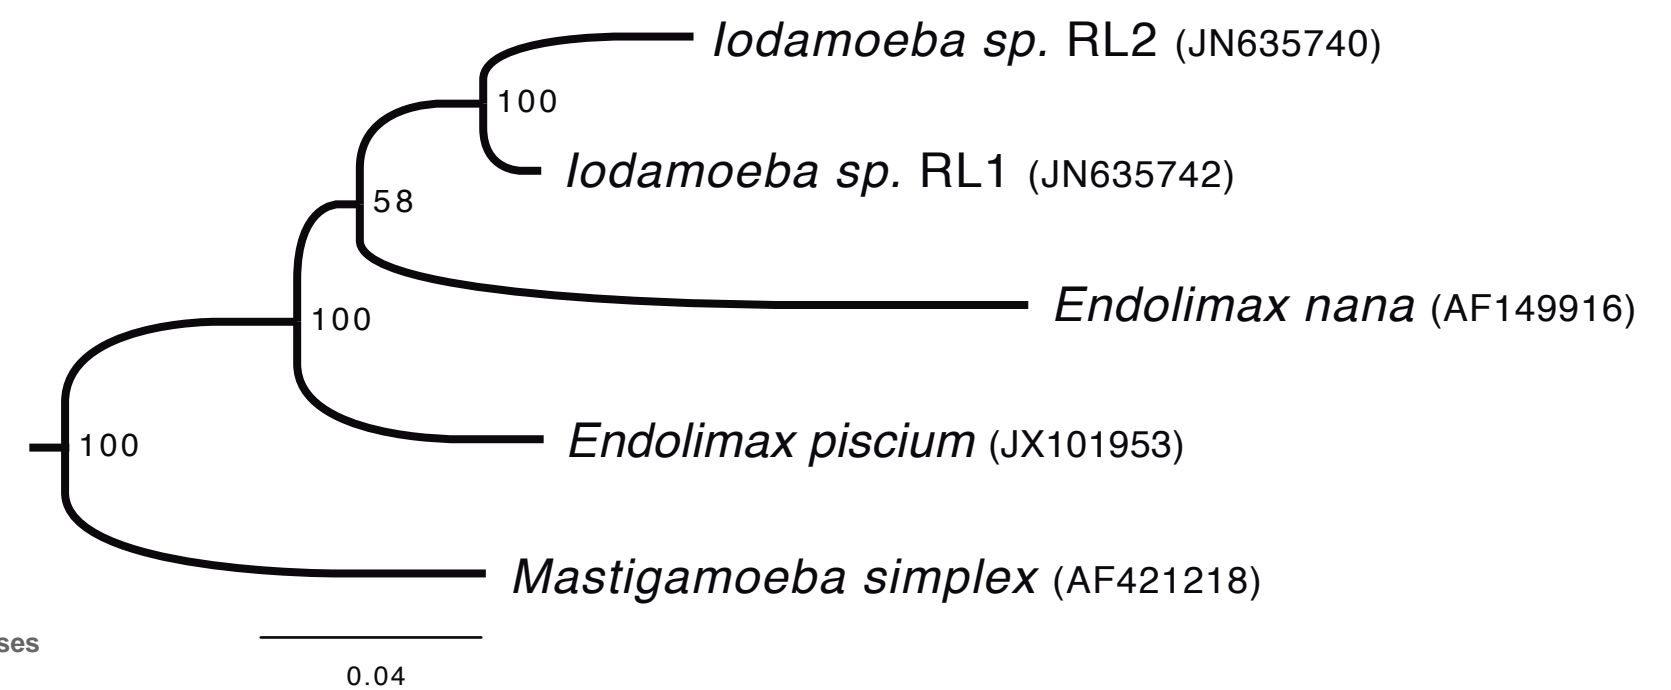 Iodamoeba sp. RL2 (JN635740)
100
Iodamoeba sp. RL1 (JN635742)
58
Endolimax nana (AF149916)
100
Endolimax piscium (JX101953)
100
Mastigamoeba simplex (AF421218)
ses
0.04